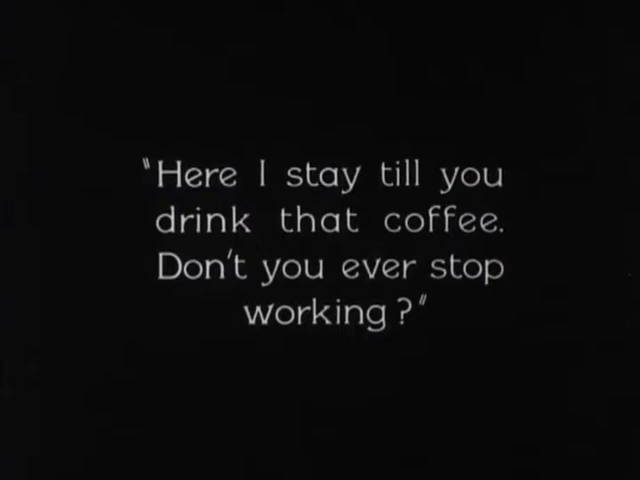 "Here I stay till you
drink that coffee.
Don't you ever stop
working?"